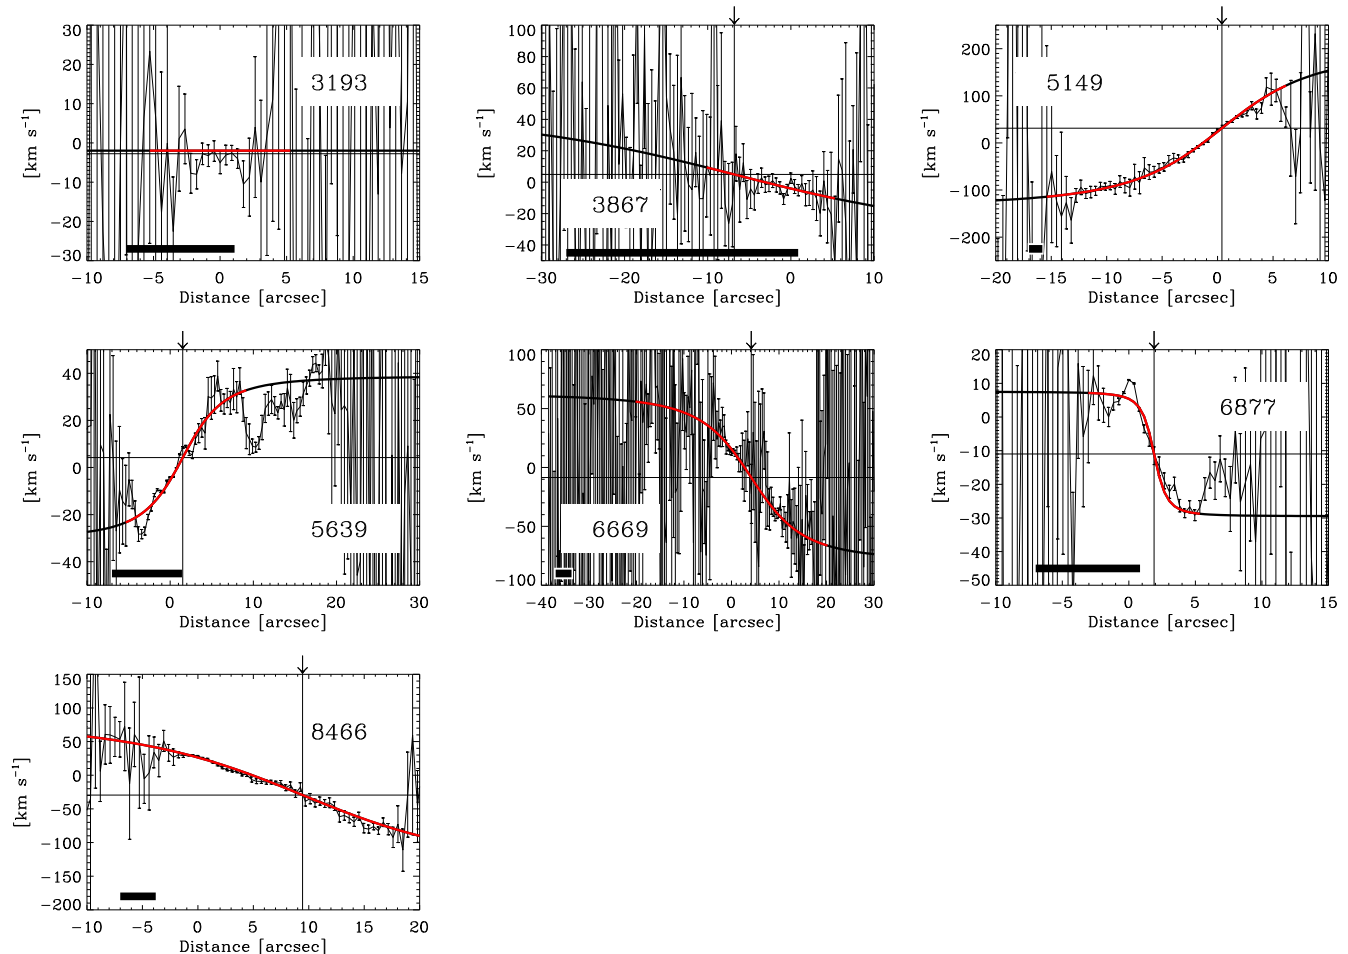 30
20
10
0
−10
−20
−30
[km s⁻¹]
3193
−10 −5 0 5 10 15
Distance [arcsec]
100
80
60
40
20
0
−20
−40
[km s⁻¹]
3867
−30 −20 −10 0 10
Distance [arcsec]
200
100
0
−100
−200
[km s⁻¹]
5149
−20 −15 −10 −5 0 5 10
Distance [arcsec]
40
20
0
−20
−40
[km s⁻¹]
5639
−10 0 10 20 30
Distance [arcsec]
100
50
0
−50
−100
[km s⁻¹]
6669
−40 −30 −20 −10 0 10 20 30
Distance [arcsec]
20
10
0
−10
−20
−30
−40
−50
[km s⁻¹]
6877
−10 −5 0 5 10 15
Distance [arcsec]
150
100
50
0
−50
−100
−150
−200
[km s⁻¹]
8466
−10 −5 0 5 10 15 20
Distance [arcsec]